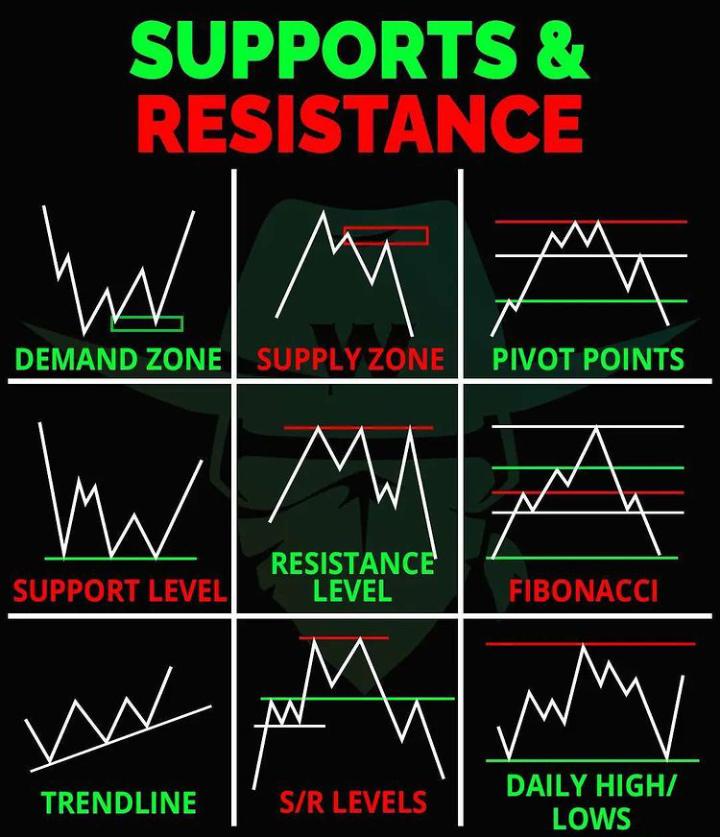 SUPPORTS &
RESISTANCE
DEMAND ZONE
SUPPLY ZONE
PIVOT POINTS
SUPPORT LEVEL
RESISTANCE
LEVEL
FIBONACCI
TRENDLINE
S/R LEVELS
DAILY HIGH/
LOWS
W